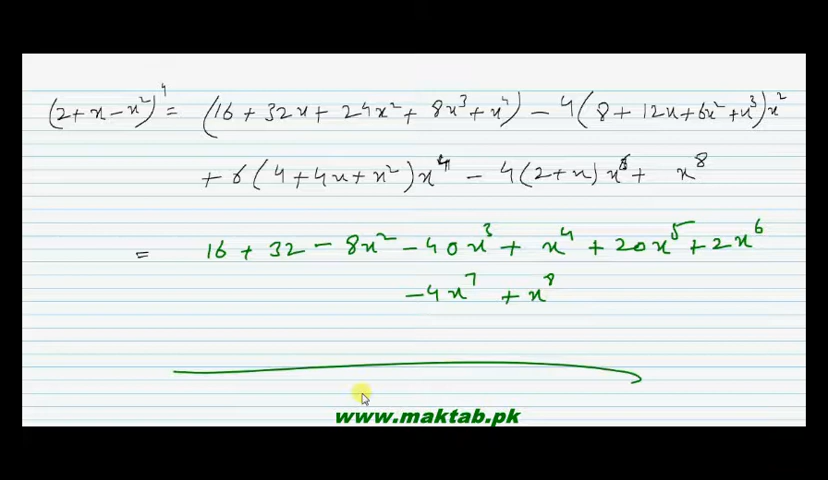 (2+x-x²)⁴ = (16 + 32x + 24x² + 8x³ + x⁴) - 4(8 + 12x + 6x² + x³)x²
+ 6(4 + 4x + x²)x⁴ - 4(2+x)x⁶ + x⁸
= 16 + 32 - 8x² - 40x³ + x⁴ + 20x⁵ + 2x⁶
-4x⁷ + x⁸
www.maktab.pk